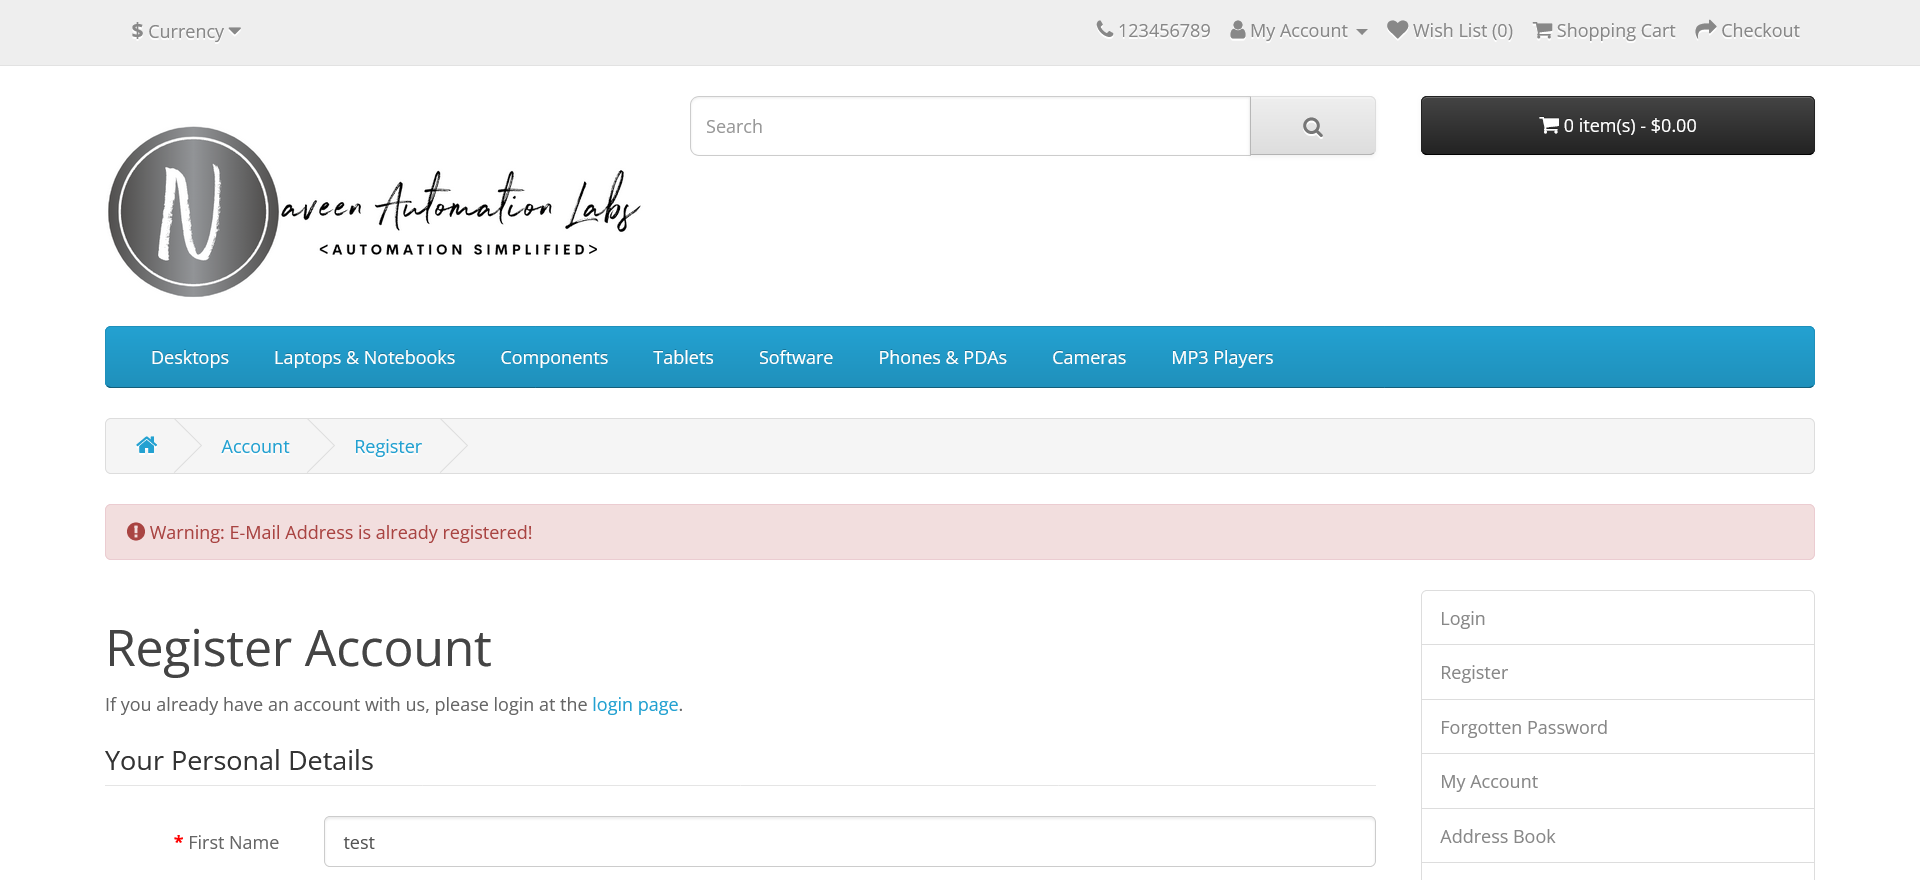 $ Currency
123456789 My Account Wish List (0) Shopping Cart Checkout
Search
0 item(s) - $0.00
Naveen Automation Labs
<AUTOMATION SIMPLIFIED>
Desktops Laptops & Notebooks Components Tablets Software Phones & PDAs Cameras MP3 Players
Account Register
Warning: E-Mail Address is already registered!
Register Account
If you already have an account with us, please login at the login page.
Your Personal Details
* First Name test
Login
Register
Forgotten Password
My Account
Address Book